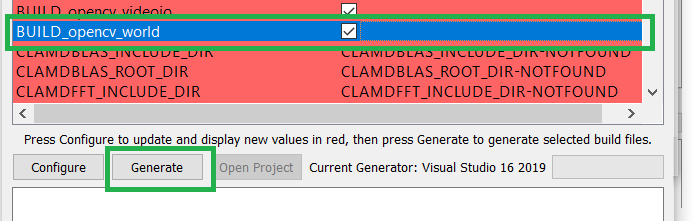 BUILD_opencv_videoio
BUILD_opencv_world
CLAMDBLAS_INCLUDE_DIR CLAMDBLAS_INCLUDE_DIR-NOTFOUND
CLAMDBLAS_ROOT_DIR CLAMDBLAS_ROOT_DIR-NOTFOUND
CLAMDFFT_INCLUDE_DIR CLAMDFFT_INCLUDE_DIR-NOTFOUND
Press Configure to update and display new values in red, then press Generate to generate selected build files.
Configure Generate Open Project Current Generator: Visual Studio 16 2019